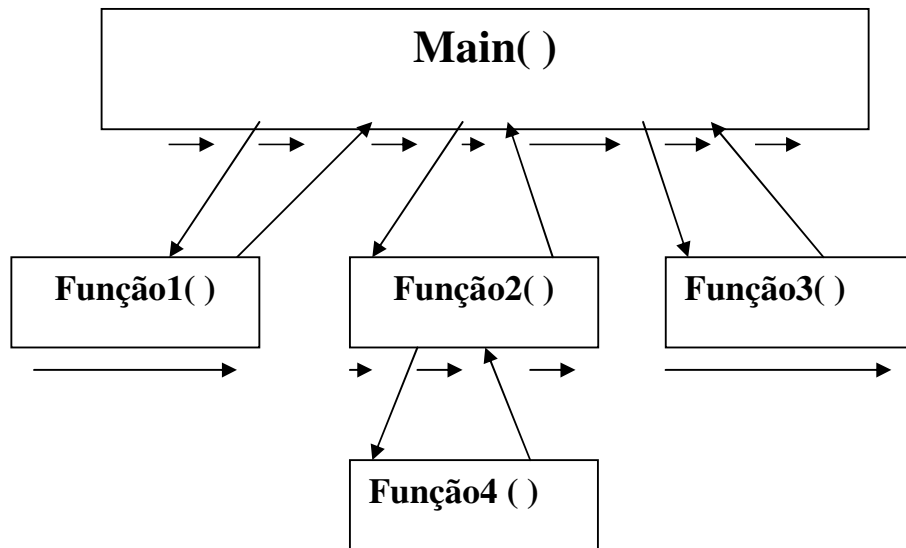 Main( )
Função1( )
Função2( )
Função3( )
Função4 ( )